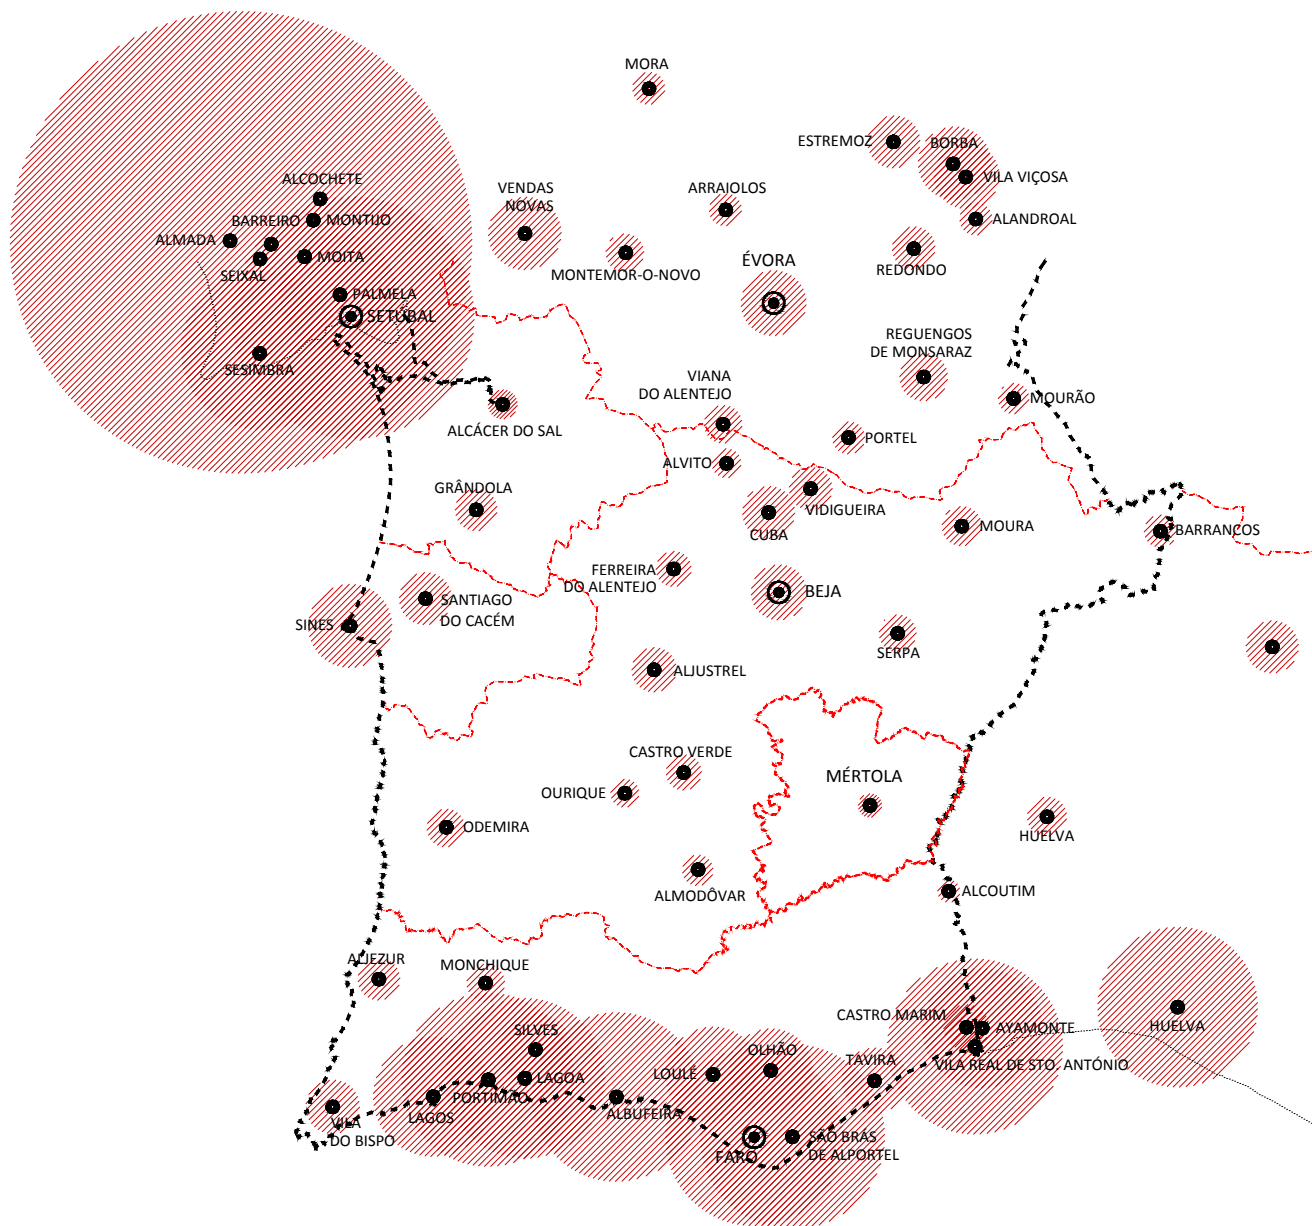 MORA
ESTREMOZ
BORBA
VILA VIÇOSA
ALCOCHETE
VENDAS
NOVAS
ARRAIOLOS
ALANDROAL
BARREIRO
MONTIJO
ALMADA
SEIXAL
MOITA
MONTEMOR-O-NOVO
ÉVORA
REDONDO
PALMELA
SETÚBAL
SESIMBRA
REGUENGOS
DE MONSARAZ
VIANA
DO ALENTEJO
MOURÃO
ALCÁCER DO SAL
PORTEL
ALVITO
GRÂNDOLA
VIDIGUEIRA
CUBA
MOURA
BARRANCOS
FERREIRA
DO ALENTEJO
BEJA
SANTIAGO
DO CACÉM
SINES
SERPA
ALJUSTREL
CASTRO VERDE
MÉRTOLA
OURIQUE
ODEMIRA
HUELVA
ALMODÔVAR
ALCOUTIM
ALJEZUR
MONCHIQUE
CASTRO MARIM
AYAMONTE
HUELVA
SILVES
OLHÃO
TAVIRA
VILA REAL DE STO. ANTÓNIO
LOULÉ
LAGOA
PORTIMÃO
LAGOS
ALBUFEIRA
VILA
DO BISPO
FARO
SÃO BRÁS
DE ALPORTEL